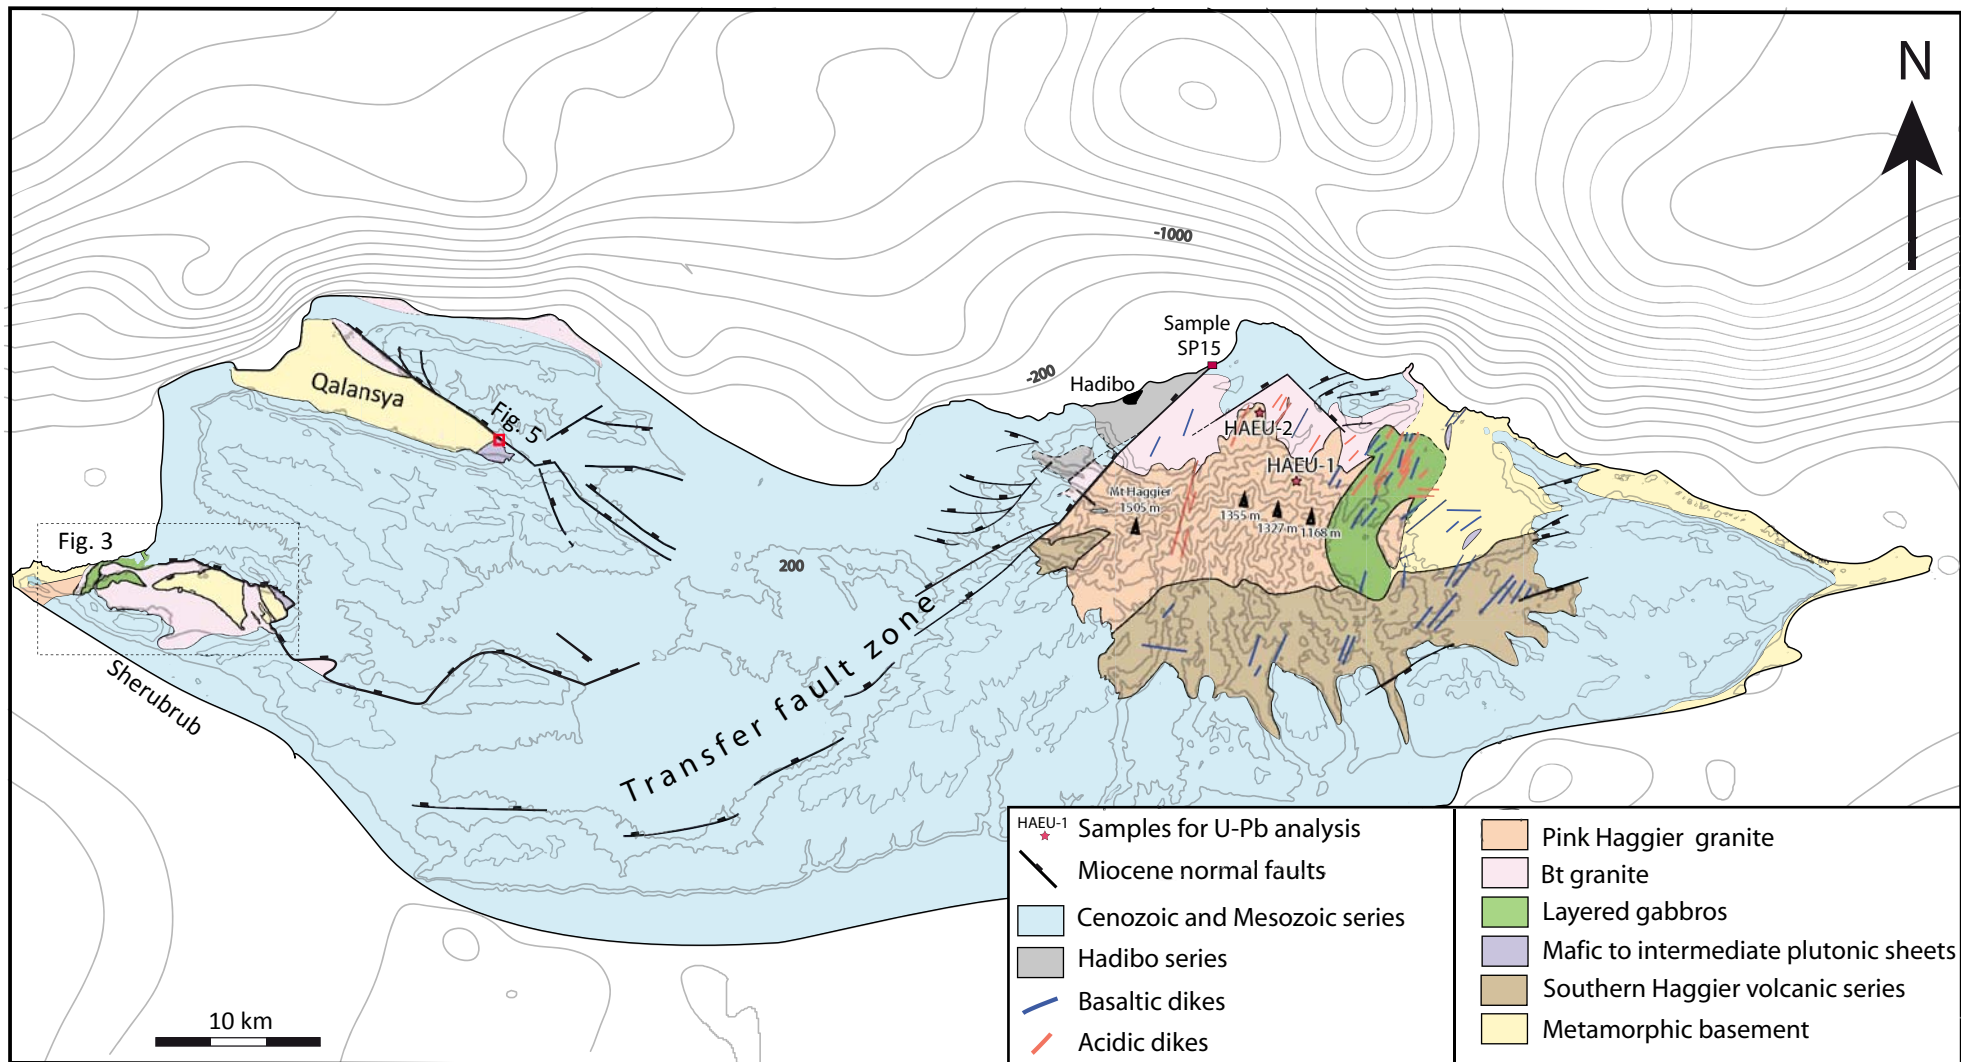 N
-1000
Sample
SP15
-200
Hadibo
Qalansya
Fig. 5
HAEU-2
HAEU-1
Mt Haggier
1505 m
1355 m
1327 m
1168 m
Fig. 3
200
Sherubrub
Transfer fault zone
10 km
HAEU-1 Samples for U-Pb analysis
Miocene normal faults
Cenozoic and Mesozoic series
Hadibo series
Basaltic dikes
Acidic dikes
Pink Haggier granite
Bt granite
Layered gabbros
Mafic to intermediate plutonic sheets
Southern Haggier volcanic series
Metamorphic basement